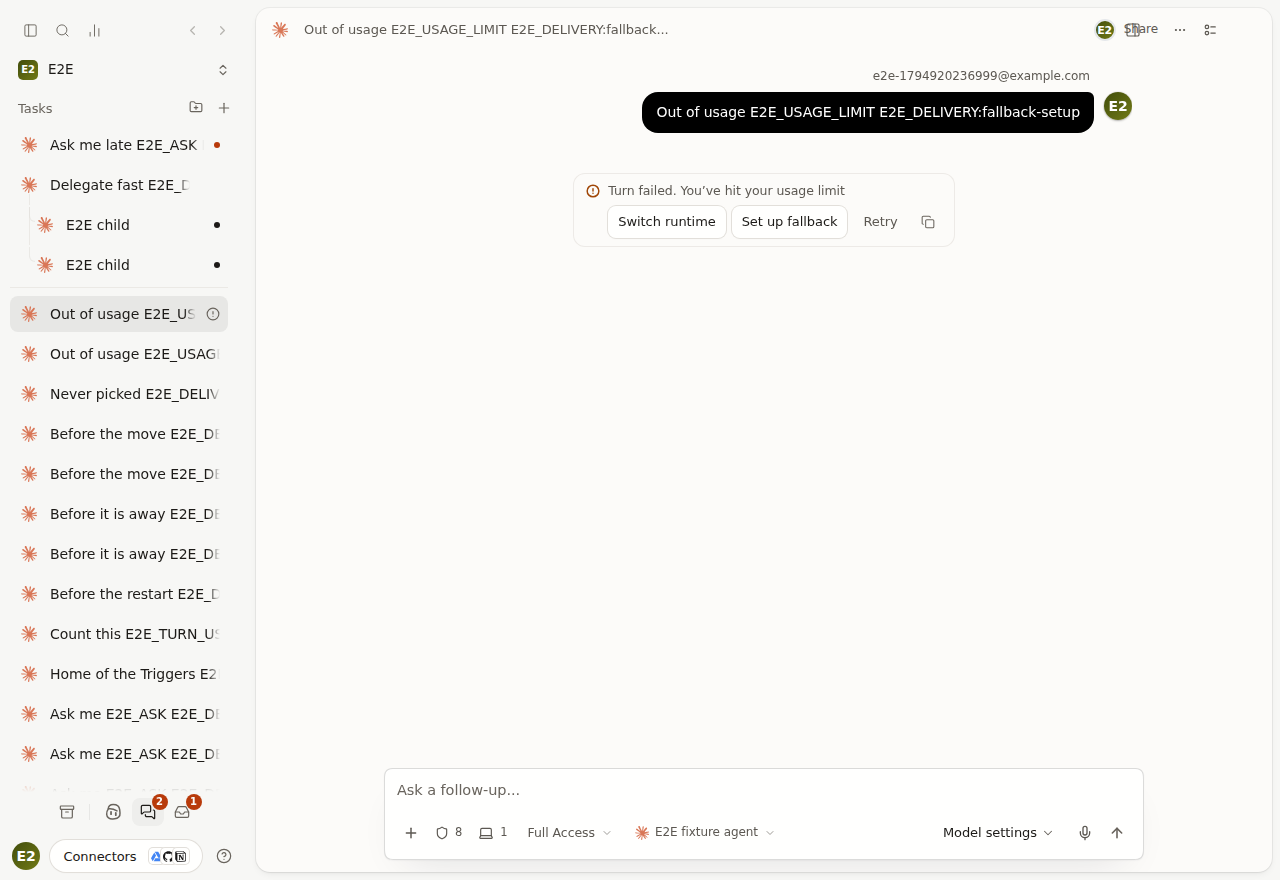 Out of usage E2E_USAGE_LIMIT E2E_DELIVERY:fallback...
E2
Share
E2 E2E
Tasks
Ask me late E2E_ASK
Delegate fast E2E_D
E2E child
E2E child
Out of usage E2E_US
Out of usage E2E_USAG
Never picked E2E_DELIV
Before the move E2E_DE
Before the move E2E_DE
Before it is away E2E_DE
Before it is away E2E_DE
Before the restart E2E_D
Count this E2E_TURN_US
Home of the Triggers E2
Ask me E2E_ASK E2E_DE
Ask me E2E_ASK E2E_DE
2
1
E2 Connectors
e2e-1794920236999@example.com
Out of usage E2E_USAGE_LIMIT E2E_DELIVERY:fallback-setup
E2
Turn failed. You’ve hit your usage limit
Switch runtime Set up fallback Retry
Ask a follow-up...
8 1 Full Access E2E fixture agent Model settings